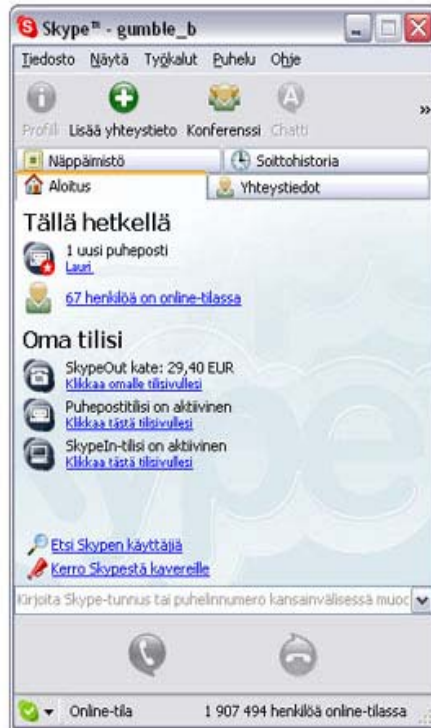 Skype™ - gumble_b
Tiedosto Näytä Työkalut Puhelu Ohje
Profiili Lisää yhteystieto Konferenssi Chatti »
Näppäimistö Soittohistoria
Aloitus Yhteystiedot
Tällä hetkellä
1 uusi puheposti
Lauri
67 henkilöä on online-tilassa
Oma tilisi
SkypeOut kate: 29,40 EUR
Klikkaa omalle tilisivullesi
Puhepostitilisi on aktiivinen
Klikkaa tästä tilisivullesi
SkypeIn-tilisi on aktiivinen
Klikkaa tästä tilisivullesi
Etsi Skypen käyttäjiä
Kerro Skypestä kavereille
Kirjoita Skype-tunnus tai puhelinnumero kansainvälisessä muoc
Online-tila 1 907 494 henkilöä online-tilassa